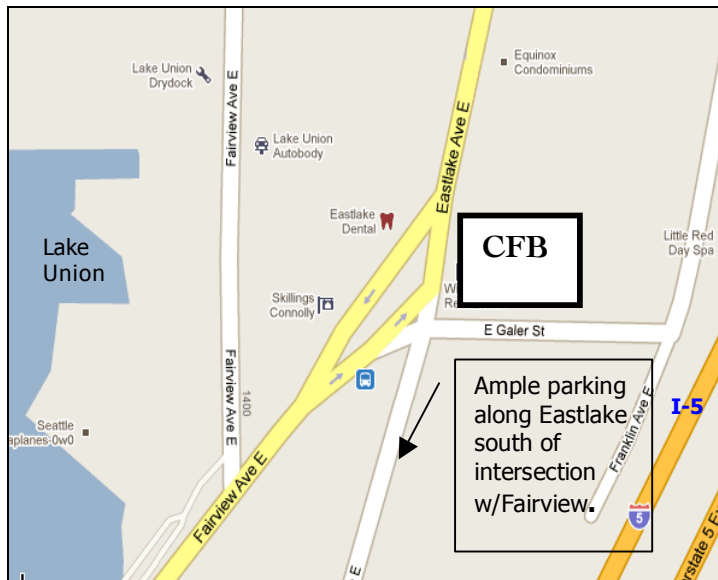 Lake Union
Drydock
Fairview Ave E
Equinox
Condominiums
Lake Union
Autobody
Eastlake Ave E
Eastlake
Dental
CFB
Lake
Union
Little Red
Day Spa
Skillings
Connolly
E Galer St
Fairview Ave E
1400
Ample parking
along Eastlake
south of
intersection
w/Fairview.
I-5
Franklin Ave E
Seattle
aplanes-0w0
Fairview Ave E
5
E